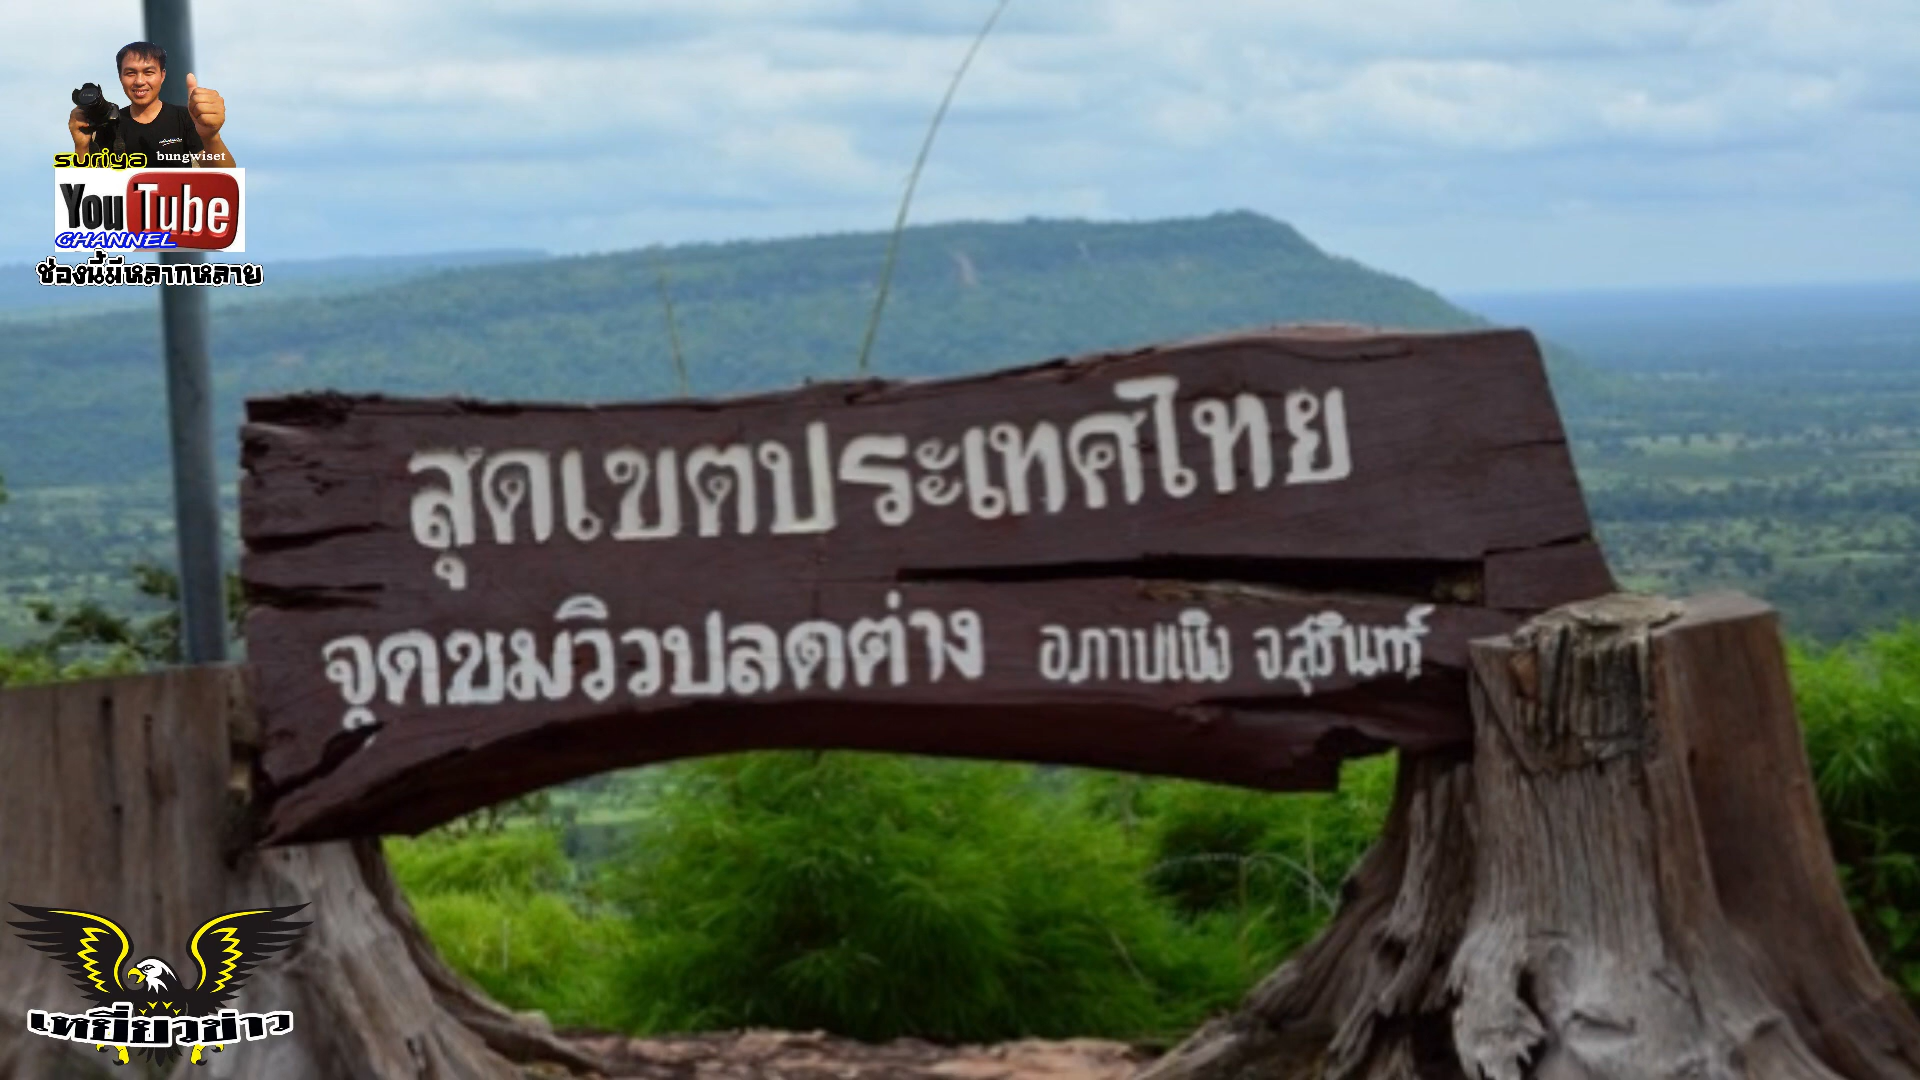 suriya bungwiset
YouTube
CHANNEL
ช่องนี้มีหลากหลาย
สุดเขตประเทศไทย
จุดชมวิวปลดต่าง อ.กาบเชิง จ.สุรินทร์
เหยี่ยวข่าว